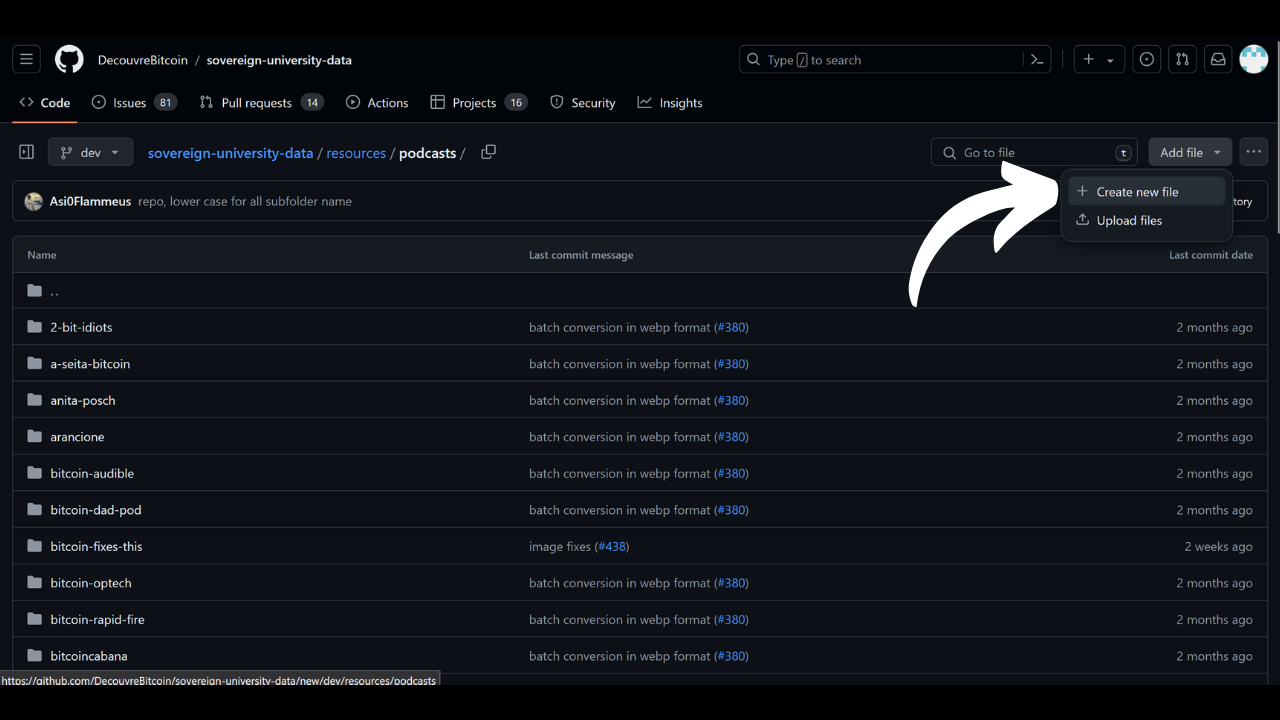 DecouvreBitcoin / sovereign-university-data Type / to search
Code Issues 81 Pull requests 14 Actions Projects 16 Security Insights
dev sovereign-university-data / resources / podcasts / Go to file t Add file
Create new file
Asi0Flammeus repo, lower case for all subfolder name tory
Upload files
Name Last commit message Last commit date
..
2-bit-idiots batch conversion in webp format (#380) 2 months ago
a-seita-bitcoin batch conversion in webp format (#380) 2 months ago
anita-posch batch conversion in webp format (#380) 2 months ago
arancione batch conversion in webp format (#380) 2 months ago
bitcoin-audible batch conversion in webp format (#380) 2 months ago
bitcoin-dad-pod batch conversion in webp format (#380) 2 months ago
bitcoin-fixes-this image fixes (#438) 2 weeks ago
bitcoin-optech batch conversion in webp format (#380) 2 months ago
bitcoin-rapid-fire batch conversion in webp format (#380) 2 months ago
bitcoincabana batch conversion in webp format (#380) 2 months ago
https://github.com/DecouvreBitcoin/sovereign-university-data/new/dev/resources/podcasts